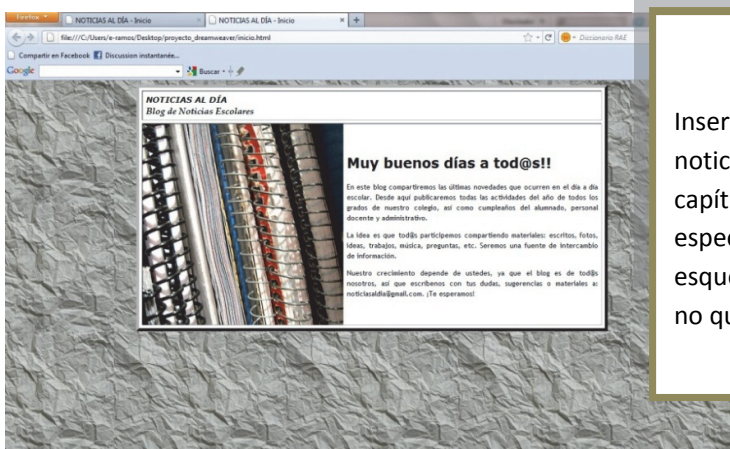 Firefox
NOTICIAS AL DÍA - Inicio
NOTICIAS AL DÍA - Inicio
file:///C:/Users/e-ramos/Desktop/proyecto_dreamweaver/inicio.html
Diccionario RAE
Compartir en Facebook
Discussion instantanée...
Google
Buscar
NOTICIAS AL DÍA
Blog de Noticias Escolares
Muy buenos días a tod@s!!
En este blog compartiremos las últimas novedades que ocurren en el día a día
escolar. Desde aquí publicaremos todas las actividades del año de todos los
grados de nuestro colegio, así como cumpleaños del alumnado, personal
docente y administrativo.
La idea es que tod@s participemos compartiendo materiales: escritos, fotos,
ideas, trabajos, música, preguntas, etc. Seremos una fuente de intercambio
de información.
Nuestro crecimiento depende de ustedes, ya que el blog es de tod@s
nosotros, así que escríbenos con tus dudas, sugerencias o materiales a:
noticiasaldia@gmail.com. ¡Te esperamos!
Inser
notic
capít
espec
esque
no qu